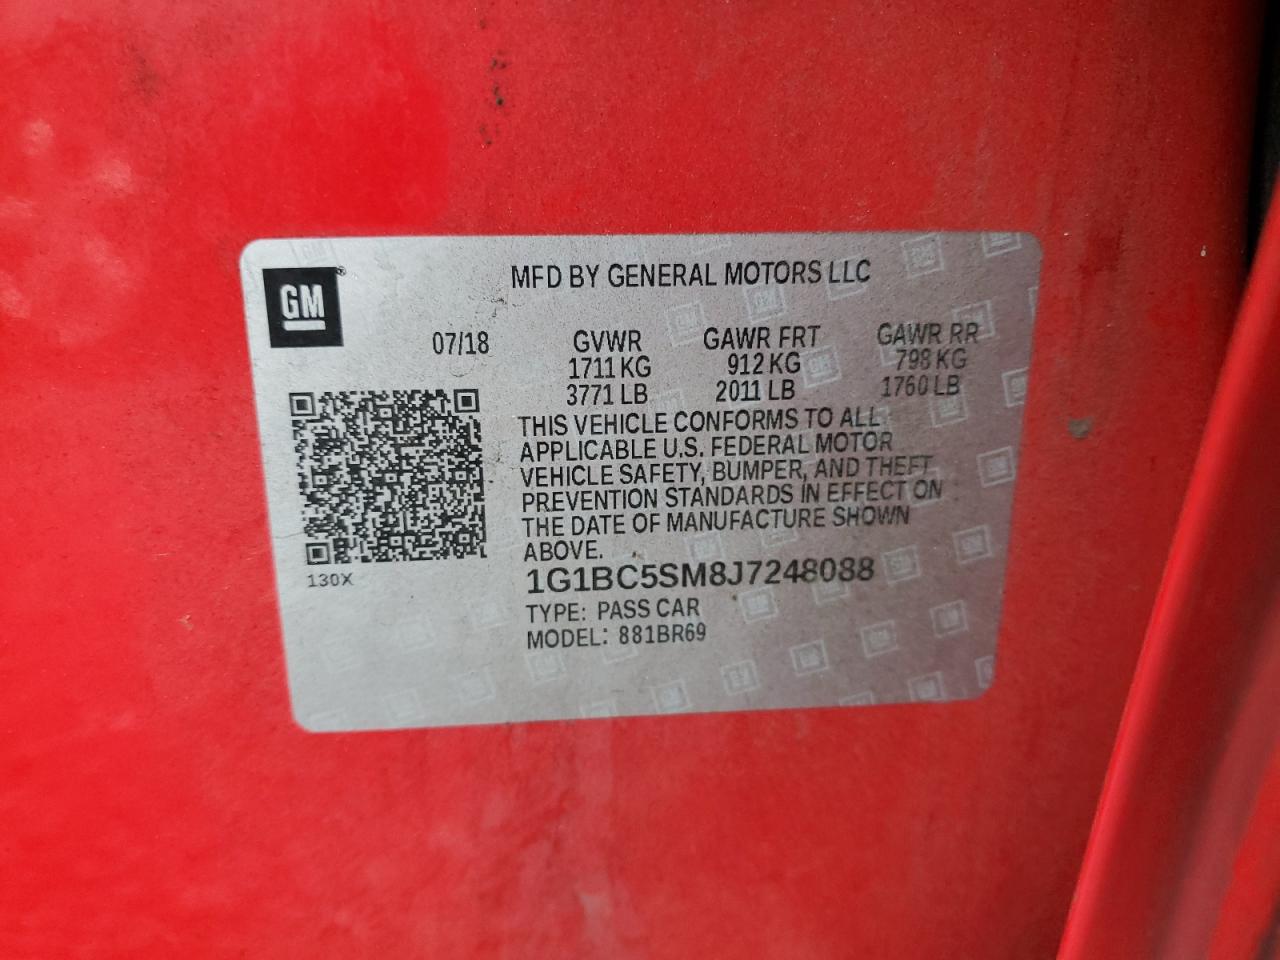 GM
MFD BY GENERAL MOTORS LLC
07/18 GVWR GAWR FRT GAWR RR
1711 KG 912 KG 798 KG
3771 LB 2011 LB 1760 LB
THIS VEHICLE CONFORMS TO ALL
APPLICABLE U.S. FEDERAL MOTOR
VEHICLE SAFETY, BUMPER, AND THEFT
PREVENTION STANDARDS IN EFFECT ON
THE DATE OF MANUFACTURE SHOWN
ABOVE.
130X
1G1BC5SM8J7248088
TYPE: PASS CAR
MODEL: 881BR69